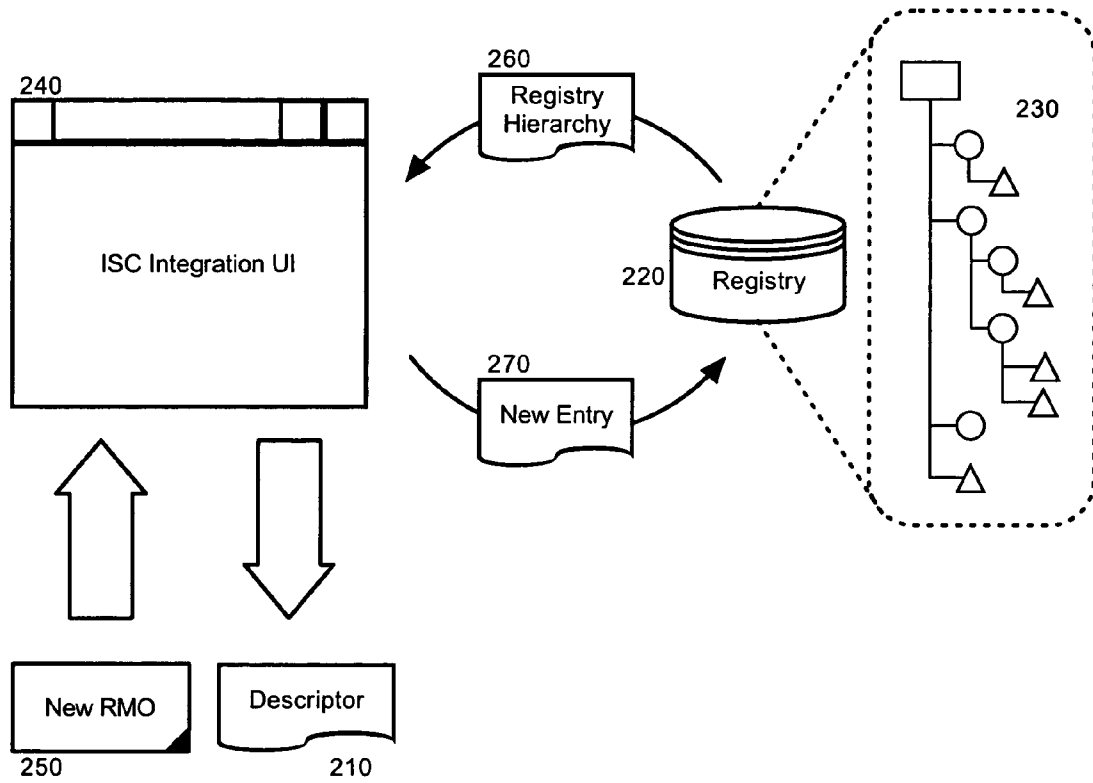 240
260
Registry
Hierarchy
230
ISC Integration UI
220
Registry
270
New Entry
New RMO
Descriptor
250
210